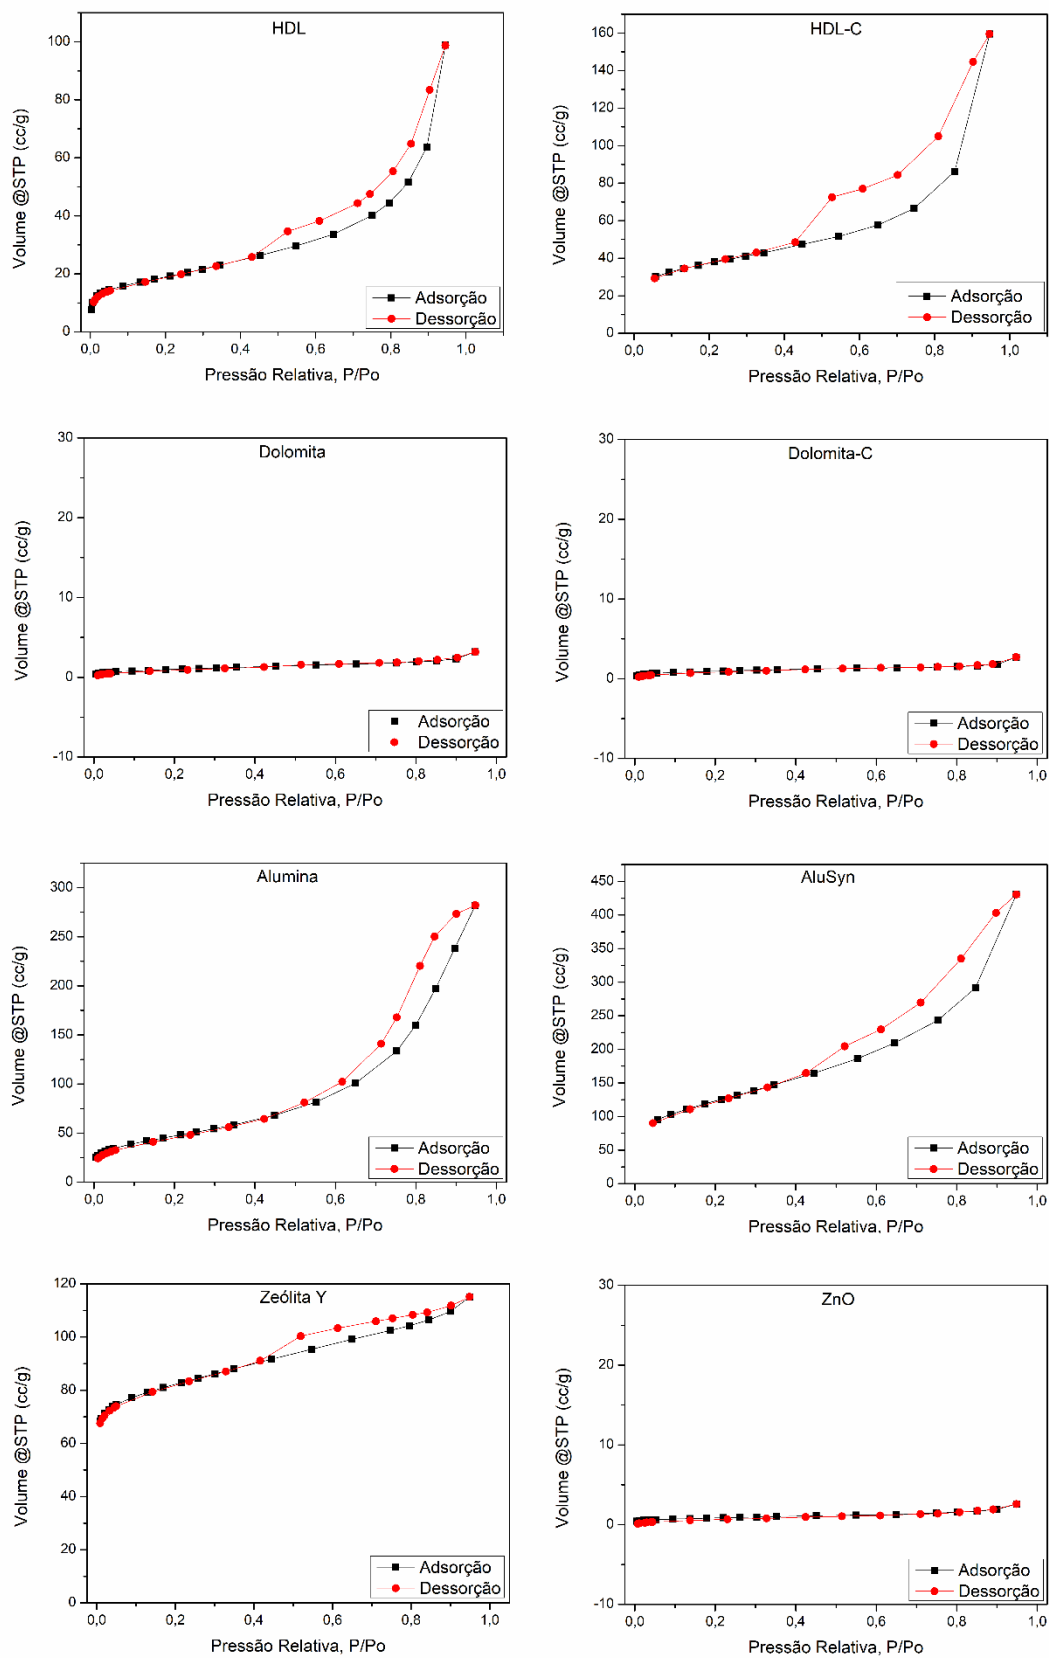 HDL
Volume @STP (cc/g)
100
80
60
40
20
0
0,0 0,2 0,4 0,6 0,8 1,0
Pressão Relativa, P/Po
Adsorção
Dessorção
HDL-C
Volume @STP (cc/g)
160
140
120
100
80
60
40
20
0
0,0 0,2 0,4 0,6 0,8 1,0
Pressão Relativa, P/Po
Adsorção
Dessorção
Dolomita
Volume @STP (cc/g)
30
20
10
0
-10
0,0 0,2 0,4 0,6 0,8 1,0
Pressão Relativa, P/Po
Adsorção
Dessorção
Dolomita-C
Volume @STP (cc/g)
30
20
10
0
-10
0,0 0,2 0,4 0,6 0,8 1,0
Pressão Relativa, P/Po
Adsorção
Dessorção
Alumina
Volume @STP (cc/g)
300
250
200
150
100
50
0
0,0 0,2 0,4 0,6 0,8 1,0
Pressão Relativa, P/Po
Adsorção
Dessorção
AluSyn
Volume @STP (cc/g)
450
400
350
300
250
200
150
100
50
0
0,0 0,2 0,4 0,6 0,8 1,0
Pressão Relativa, P/Po
Adsorção
Dessorção
Zeólita Y
Volume @STP (cc/g)
120
100
80
60
40
20
0
0,0 0,2 0,4 0,6 0,8 1,0
Pressão Relativa, P/Po
Adsorção
Dessorção
ZnO
Volume @STP (cc/g)
30
20
10
0
-10
0,0 0,2 0,4 0,6 0,8 1,0
Pressão Relativa, P/Po
Adsorção
Dessorção